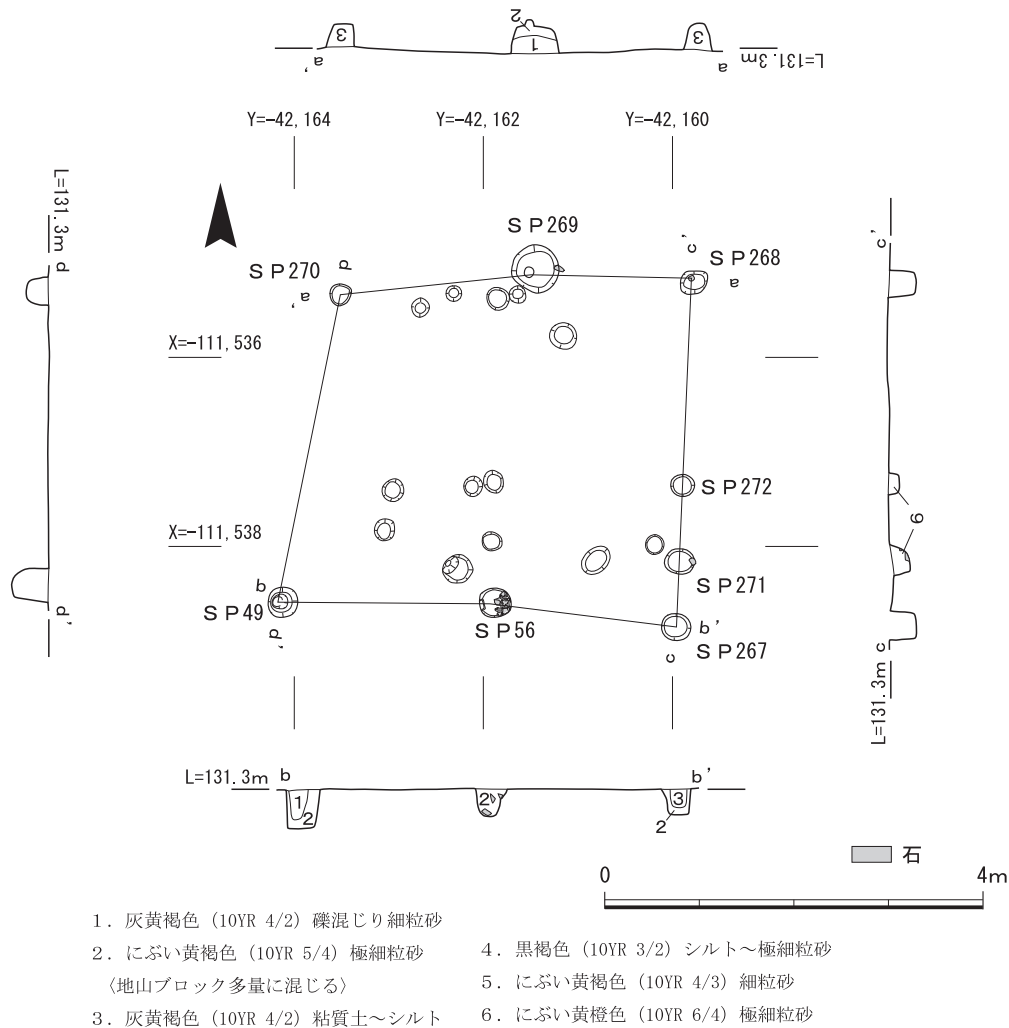 2
3 1 3
a' a L=131.3m
Y=-42,164 Y=-42,162 Y=-42,160
L=131.3m d
d'
c'
c L=131.3m
6
SP269
SP270 d
a'
c' SP268
a
X=-111,536
SP272
X=-111,538
SP271
b
SP49
d'
SP56
b'
SP267
c
L=131.3m b b'
1 2 2 3
2
石
0 4m
1. 灰黄褐色 (10YR 4/2) 礫混じり細粒砂
2. にぶい黄褐色 (10YR 5/4) 極細粒砂
〈地山ブロック多量に混じる〉
3. 灰黄褐色 (10YR 4/2) 粘質土～シルト
4. 黒褐色 (10YR 3/2) シルト～極細粒砂
5. にぶい黄褐色 (10YR 4/3) 細粒砂
6. にぶい黄橙色 (10YR 6/4) 極細粒砂